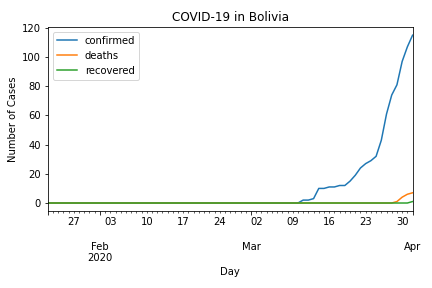 COVID-19 in Bolivia
confirmed
deaths
recovered
Number of Cases
120
100
80
60
40
20
0
27 03 10 17 24 02 09 16 23 30
Feb Mar Apr
2020
Day